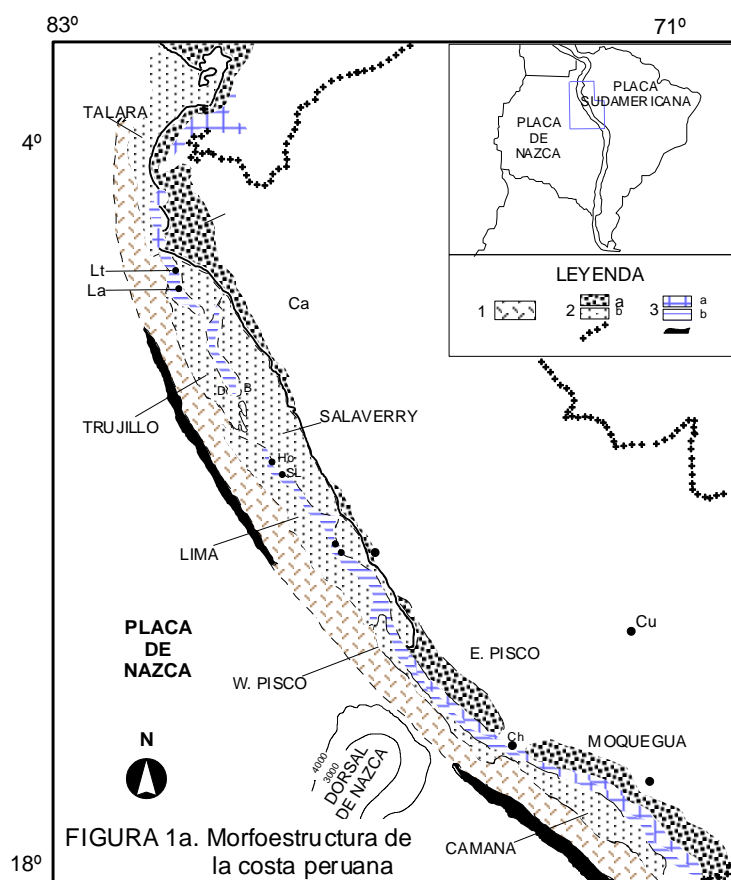 83º
71º
TALARA
4º
PLACA
SUDAMERICANA
PLACA
DE
NAZCA
LEYENDA
1
2
a
b
3
a
b
Lt
La
Ca
D
B
TRUJILLO
SALAVERRY
Ho
SL
LIMA
PLACA
DE
NAZCA
Cu
E. PISCO
W. PISCO
Ch
MOQUEGUA
N
4000
3000
DORSAL
DE NAZCA
CAMANA
FIGURA 1a. Morfoestructura de
la costa peruana
18º